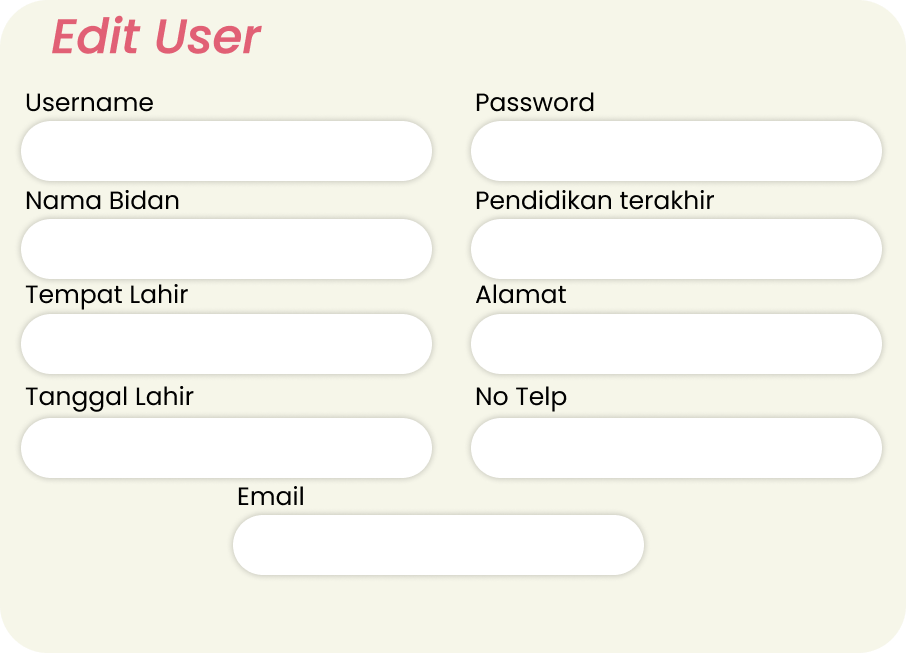 Edit User
Username
Password
Nama Bidan
Pendidikan terakhir
Tempat Lahir
Alamat
Tanggal Lahir
No Telp
Email